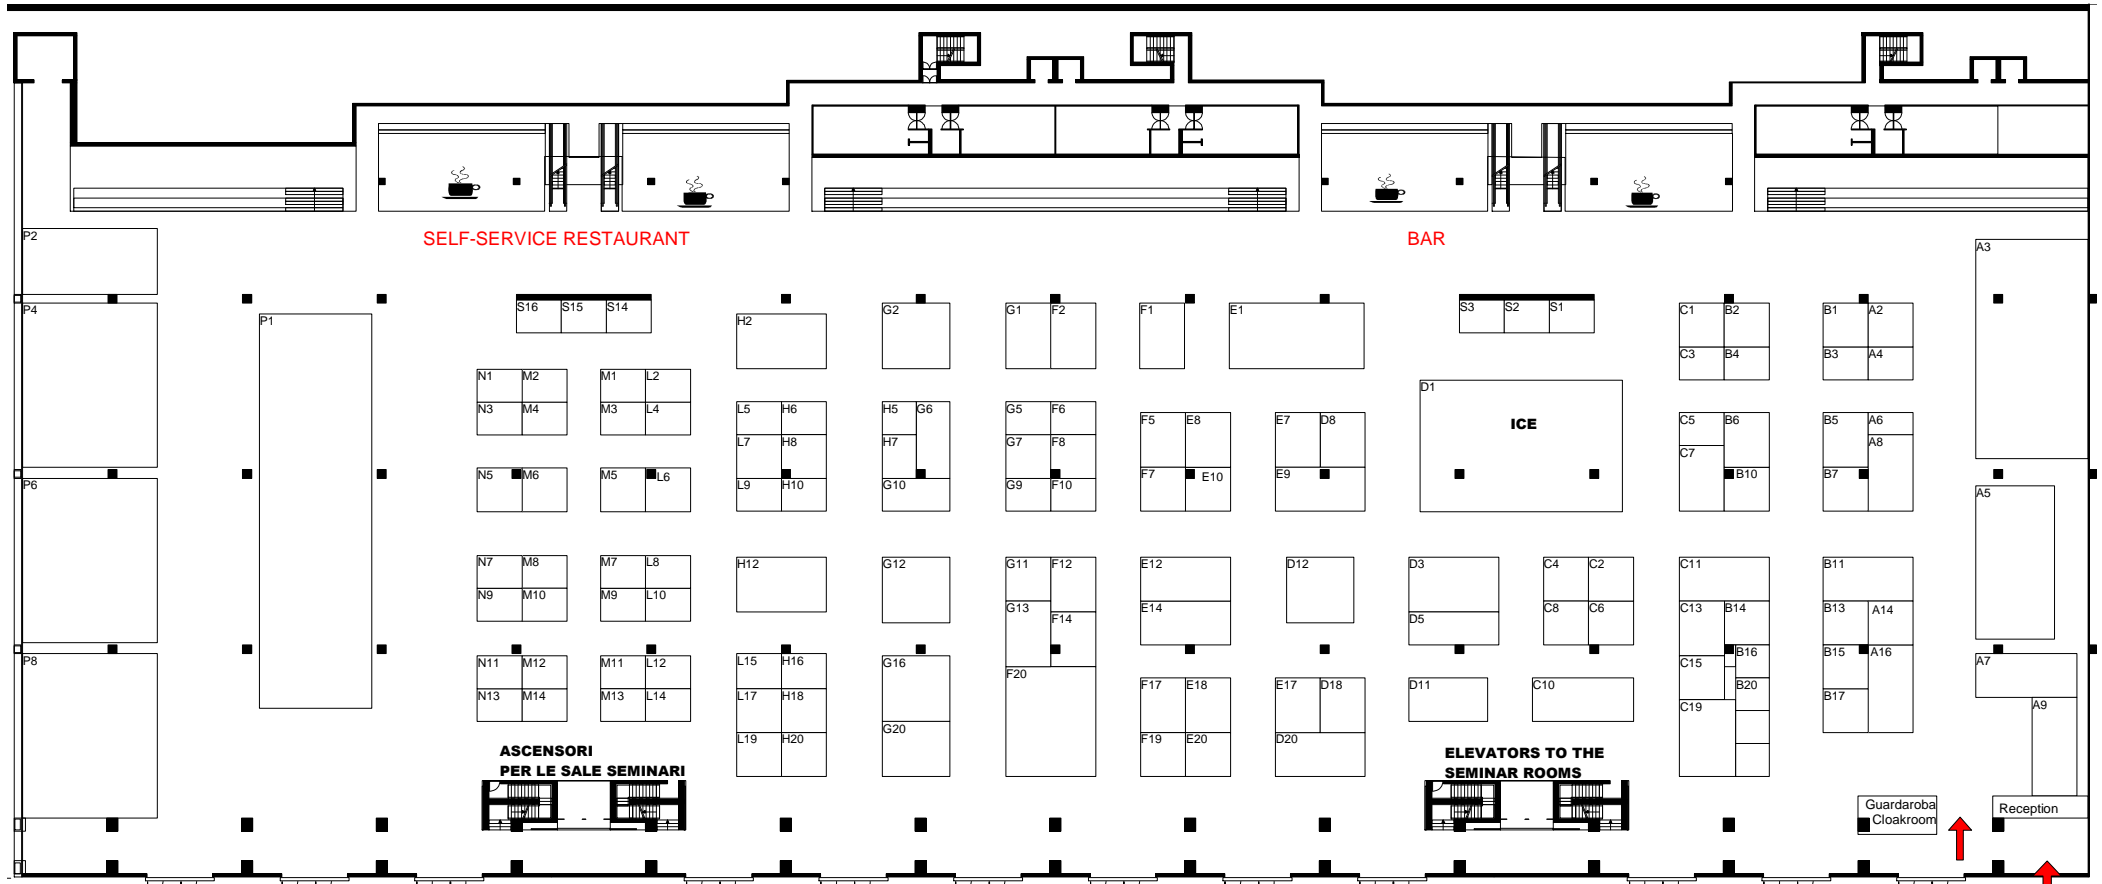 SELF-SERVICE RESTAURANT
BAR
P2
A3
S16 S15 S14
S3 S2 S1
P4
P1
H2
G2
G1 F2
F1
E1
C1 B2
B1 A2
C3 B4
B3 A4
N1 M2
M1 L2
D1
N3 M4
M3 L4
L5 H6
H5 G6
G5 F6
F5 E8
E7 D8
ICE
C5 B6
B5 A6
L7 H8
H7
G7 F8
C7
A8
N5 M6
M5 L6
F7 E10
E9
B10
B7
P6
L9 H10
G10
G9 F10
A5
N7 M8
M7 L8
H12
G12
G11 F12
E12
D12
D3
C4 C2
C11
B11
N9 M10
M9 L10
G13
E14
C8 C6
C13 B14
B13 A14
F14
D5
P8
N11 M12
M11 L12
L15 H16
G16
C15
B16
B15 A16
A7
F20
N13 M14
M13 L14
L17 H18
F17 E18
E17 D18
D11
C10
B20
B17
C19
A9
G20
L19 H20
F19 E20
D20
ASCENSORI
PER LE SALE SEMINARI
ELEVATORS TO THE
SEMINAR ROOMS
Guardaroba
Cloakroom
Reception